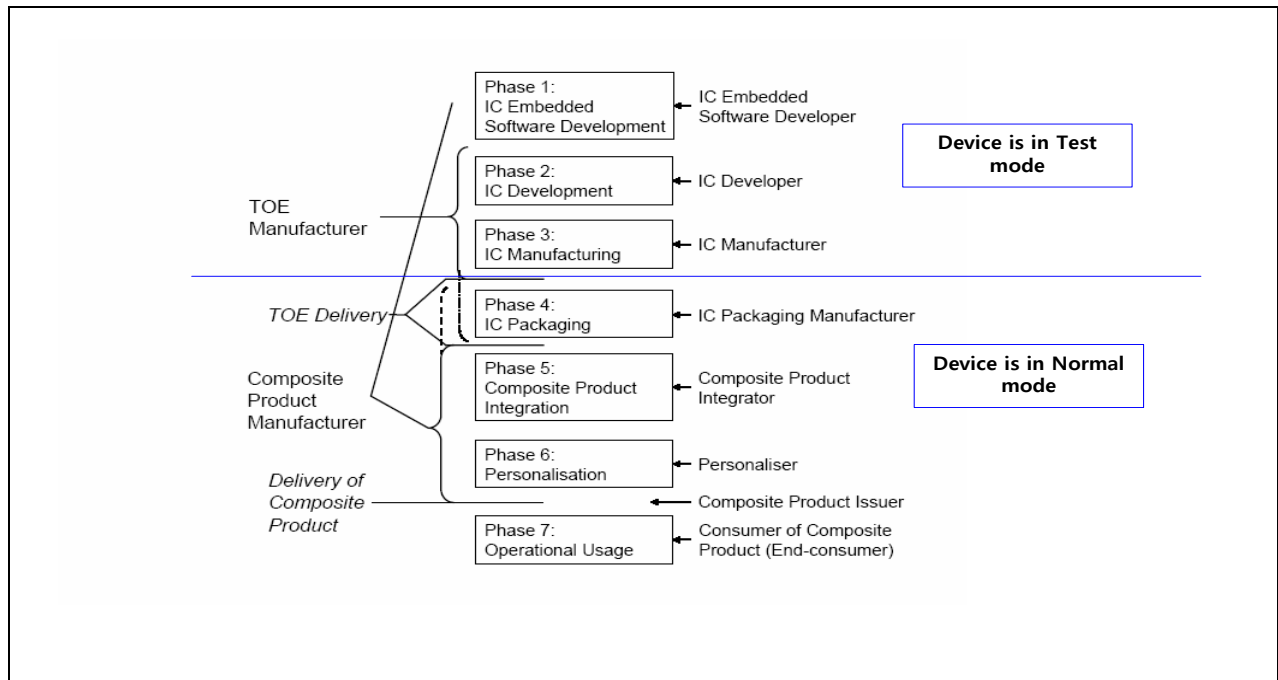 Phase 1:
IC Embedded
Software Development
IC Embedded
Software Developer
Device is in Test
mode
Phase 2:
IC Development
IC Developer
TOE
Manufacturer
Phase 3:
IC Manufacturing
IC Manufacturer
TOE Delivery
Phase 4:
IC Packaging
IC Packaging Manufacturer
Device is in Normal
mode
Composite
Product
Manufacturer
Phase 5:
Composite Product
Integration
Composite Product
Integrator
Phase 6:
Personalisation
Personaliser
Delivery of
Composite
Product
Composite Product Issuer
Phase 7:
Operational Usage
Consumer of Composite
Product (End-consumer)